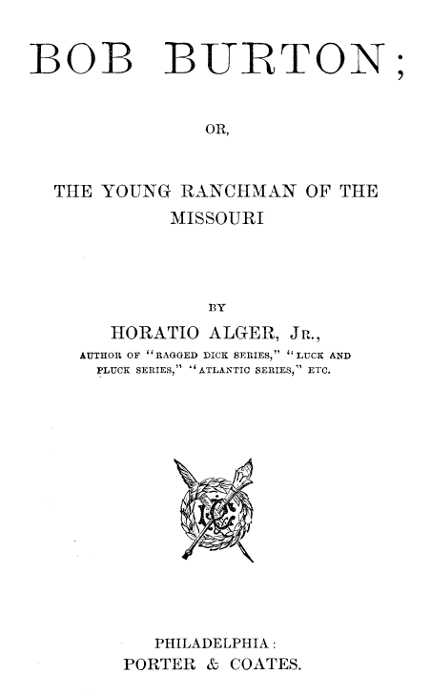 BOB BURTON;
OR,
THE YOUNG RANCHMAN OF THE
MISSOURI
BY
HORATIO ALGER, JR.,
AUTHOR OF "RAGGED DICK SERIES," "LUCK AND
PLUCK SERIES," "ATLANTIC SERIES," ETC.
PHILADELPHIA:
PORTER & COATES.